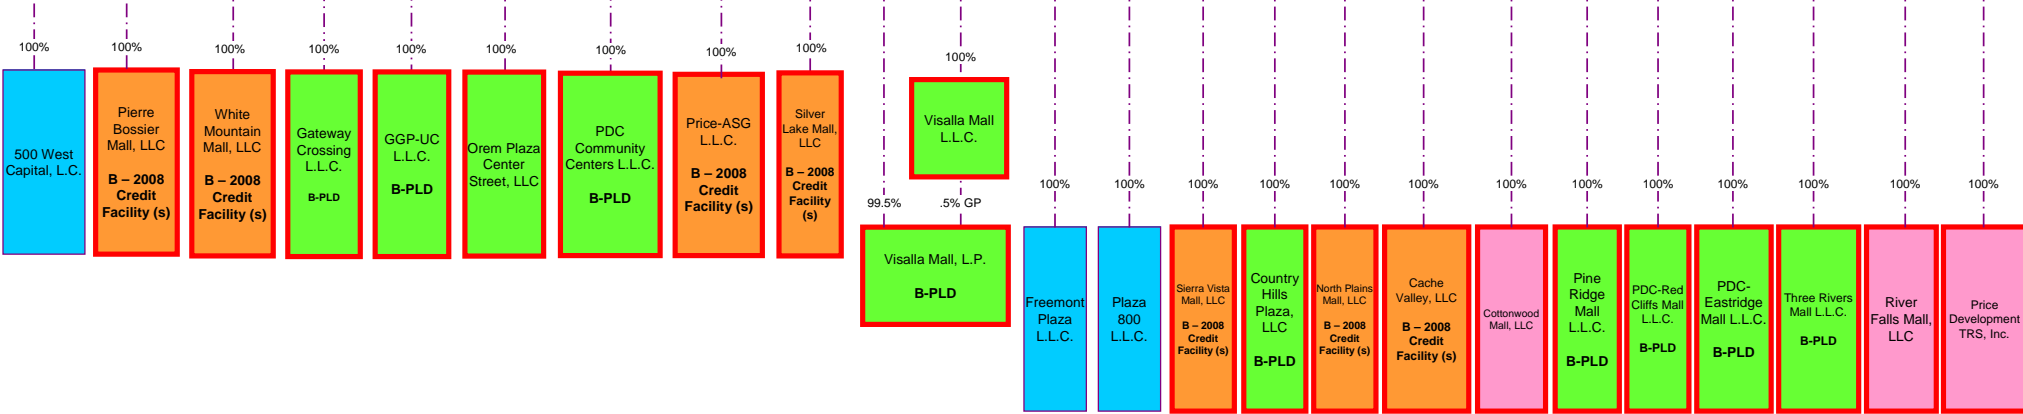 100%
500 West
Capital, L.C.
100%
Pierre
Bossier
Mall, LLC
B – 2008
Credit
Facility (s)
100%
White
Mountain
Mall, LLC
B – 2008
Credit
Facility (s)
100%
Gateway
Crossing
L.L.C.
B-PLD
100%
GGP-UC
L.L.C.
B-PLD
100%
Orem Plaza
Center
Street, LLC
100%
PDC
Community
Centers L.L.C.
B-PLD
100%
Price-ASG
L.L.C.
B – 2008
Credit
Facility (s)
100%
Silver
Lake Mall,
LLC
B – 2008
Credit
Facility
(s)
100%
Visalla Mall
L.L.C.
99.5%
.5% GP
Visalla Mall, L.P.
B-PLD
100%
Freemont
Plaza
L.L.C.
100%
Plaza
800
L.L.C.
100%
Sierra Vista
Mall, LLC
B – 2008
Credit
Facility (s)
100%
Country
Hills
Plaza,
LLC
B-PLD
100%
North Plains
Mall, LLC
B – 2008
Credit
Facility (s)
100%
Cache
Valley, LLC
B – 2008
Credit
Facility (s)
100%
Cottonwood
Mall, LLC
100%
Pine
Ridge
Mall
L.L.C.
B-PLD
100%
PDC-Red
Cliffs Mall
L.L.C.
B-PLD
100%
PDC-
Eastridge
Mall L.L.C.
B-PLD
100%
Three Rivers
Mall L.L.C.
B-PLD
100%
River
Falls Mall,
LLC
100%
Price
Development
TRS, Inc.